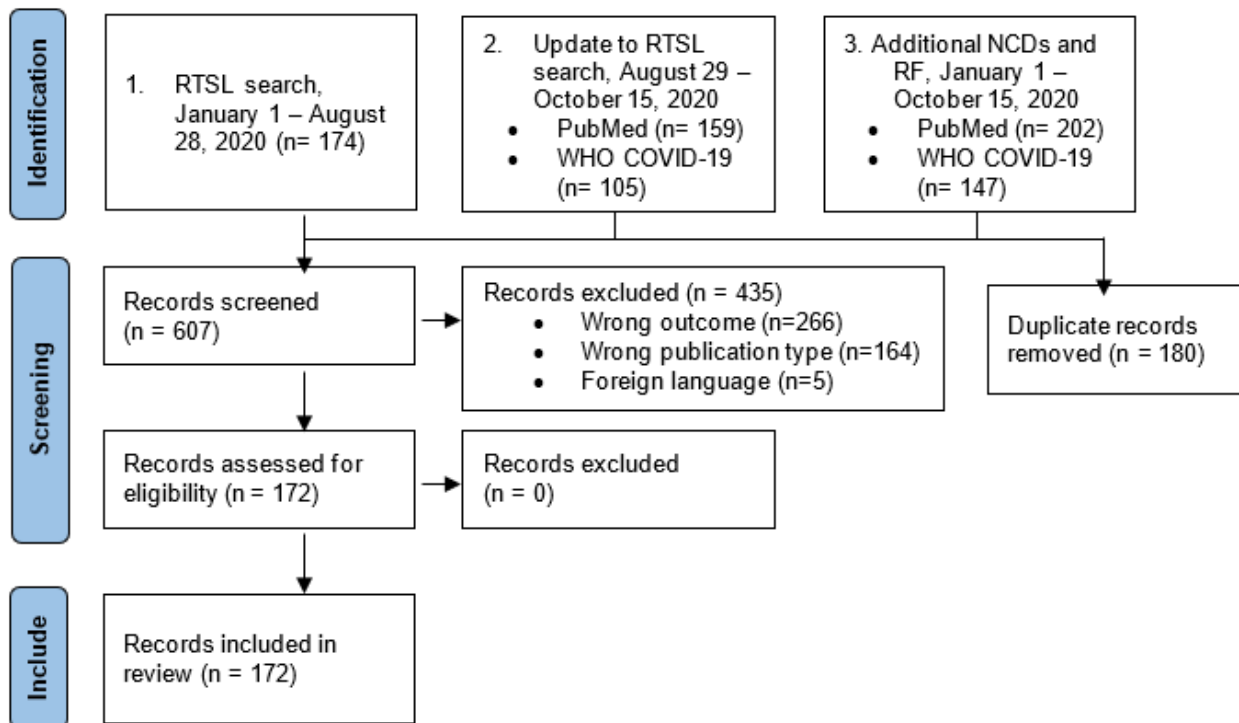 Identification
1. RTSL search,
January 1 – August
28, 2020 (n= 174)
2. Update to RTSL
search, August 29 –
October 15, 2020
• PubMed (n= 159)
• WHO COVID-19
(n= 105)
3. Additional NCDs and
RF, January 1 –
October 15, 2020
• PubMed (n= 202)
• WHO COVID-19
(n= 147)
Screening
Records screened
(n = 607)
Records excluded (n = 435)
• Wrong outcome (n=266)
• Wrong publication type (n=164)
• Foreign language (n=5)
Duplicate records
removed (n = 180)
Records assessed for
eligibility (n = 172)
Records excluded
(n = 0)
Include
Records included in
review (n = 172)